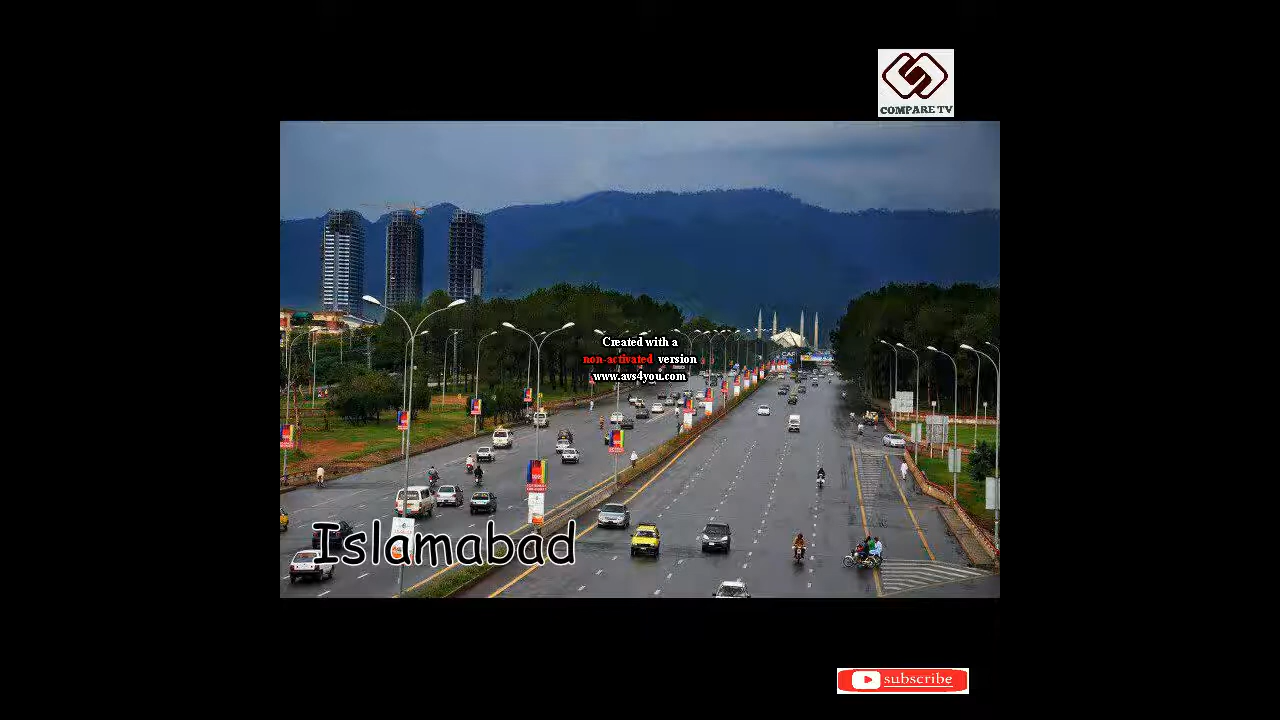 COMPARE TV
Created with a
non-activated version
www.avs4you.com
Islamabad
subscribe